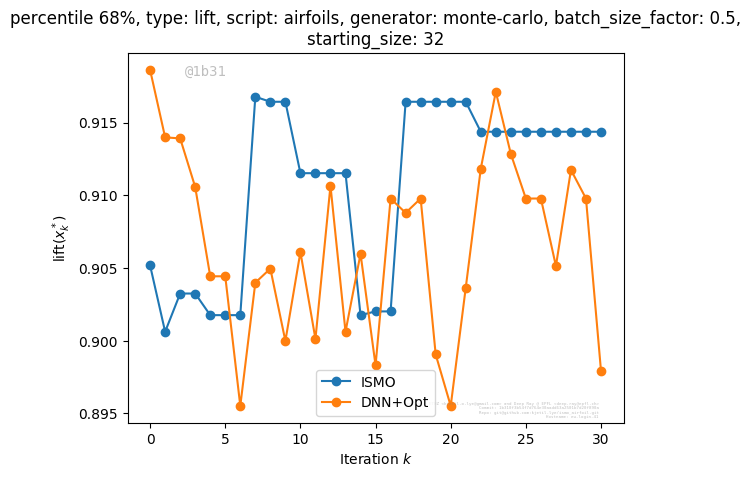 percentile 68%, type: lift, script: airfoils, generator: monte-carlo, batch_size_factor: 0.5,
starting_size: 32
@1b31
0.915
0.910
0.905
0.900
0.895
lift(x_k^*)
ISMO
DNN+Opt
0 5 10 15 20 25 30
Iteration k